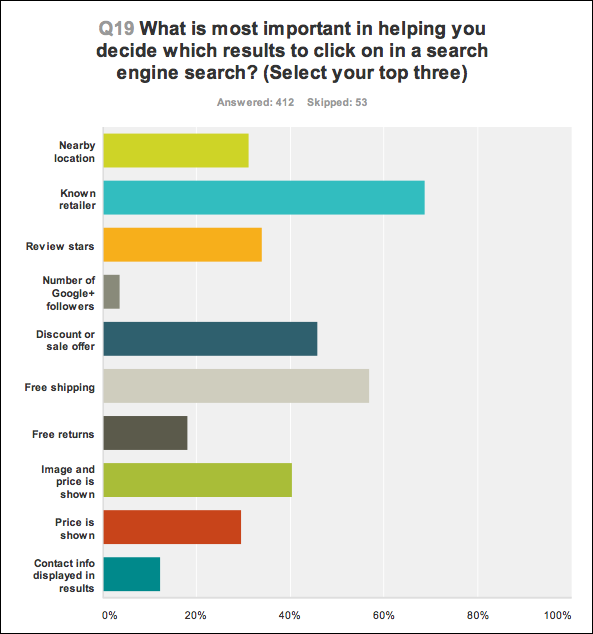 Q19 What is most important in helping you
decide which results to click on in a search
engine search? (Select your top three)
Answered: 412 Skipped: 53
Nearby
location
Known
retailer
Review stars
Number of
Google+
followers
Discount or
sale offer
Free shipping
Free returns
Image and
price is
shown
Price is
shown
Contact info
displayed in
results
0% 20% 40% 60% 80% 100%